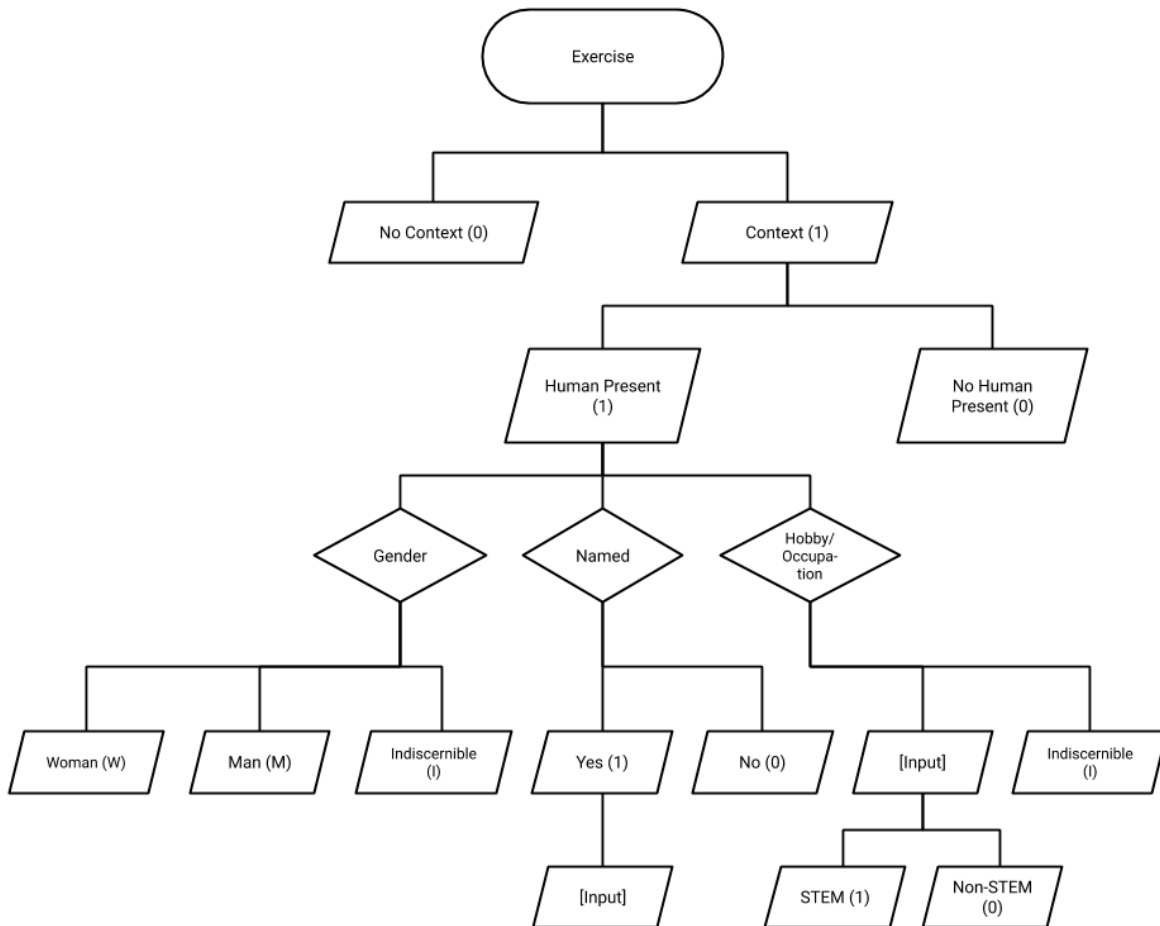 Exercise
No Context (0)
Context (1)
Human Present
(1)
No Human
Present (0)
Gender
Named
Hobby/
Occupa-
tion
Woman (W)
Man (M)
Indiscernible
(I)
Yes (1)
No (0)
[Input]
Indiscernible
(I)
[Input]
STEM (1)
Non-STEM
(0)